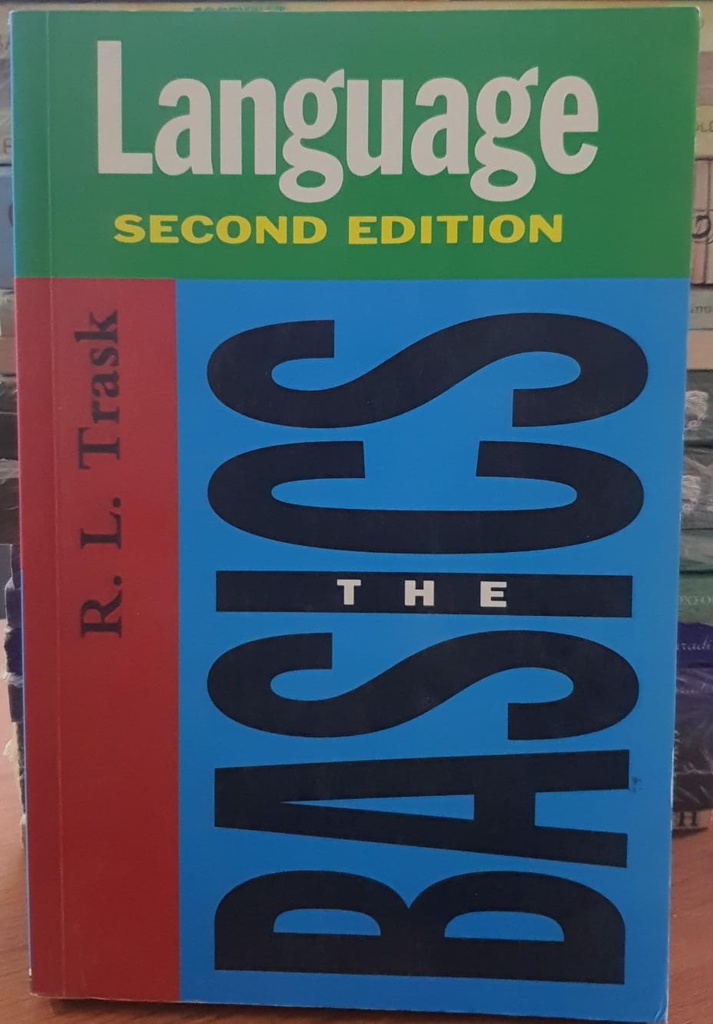 Language
SECOND EDITION
R. L. Trask
THE
BASICS